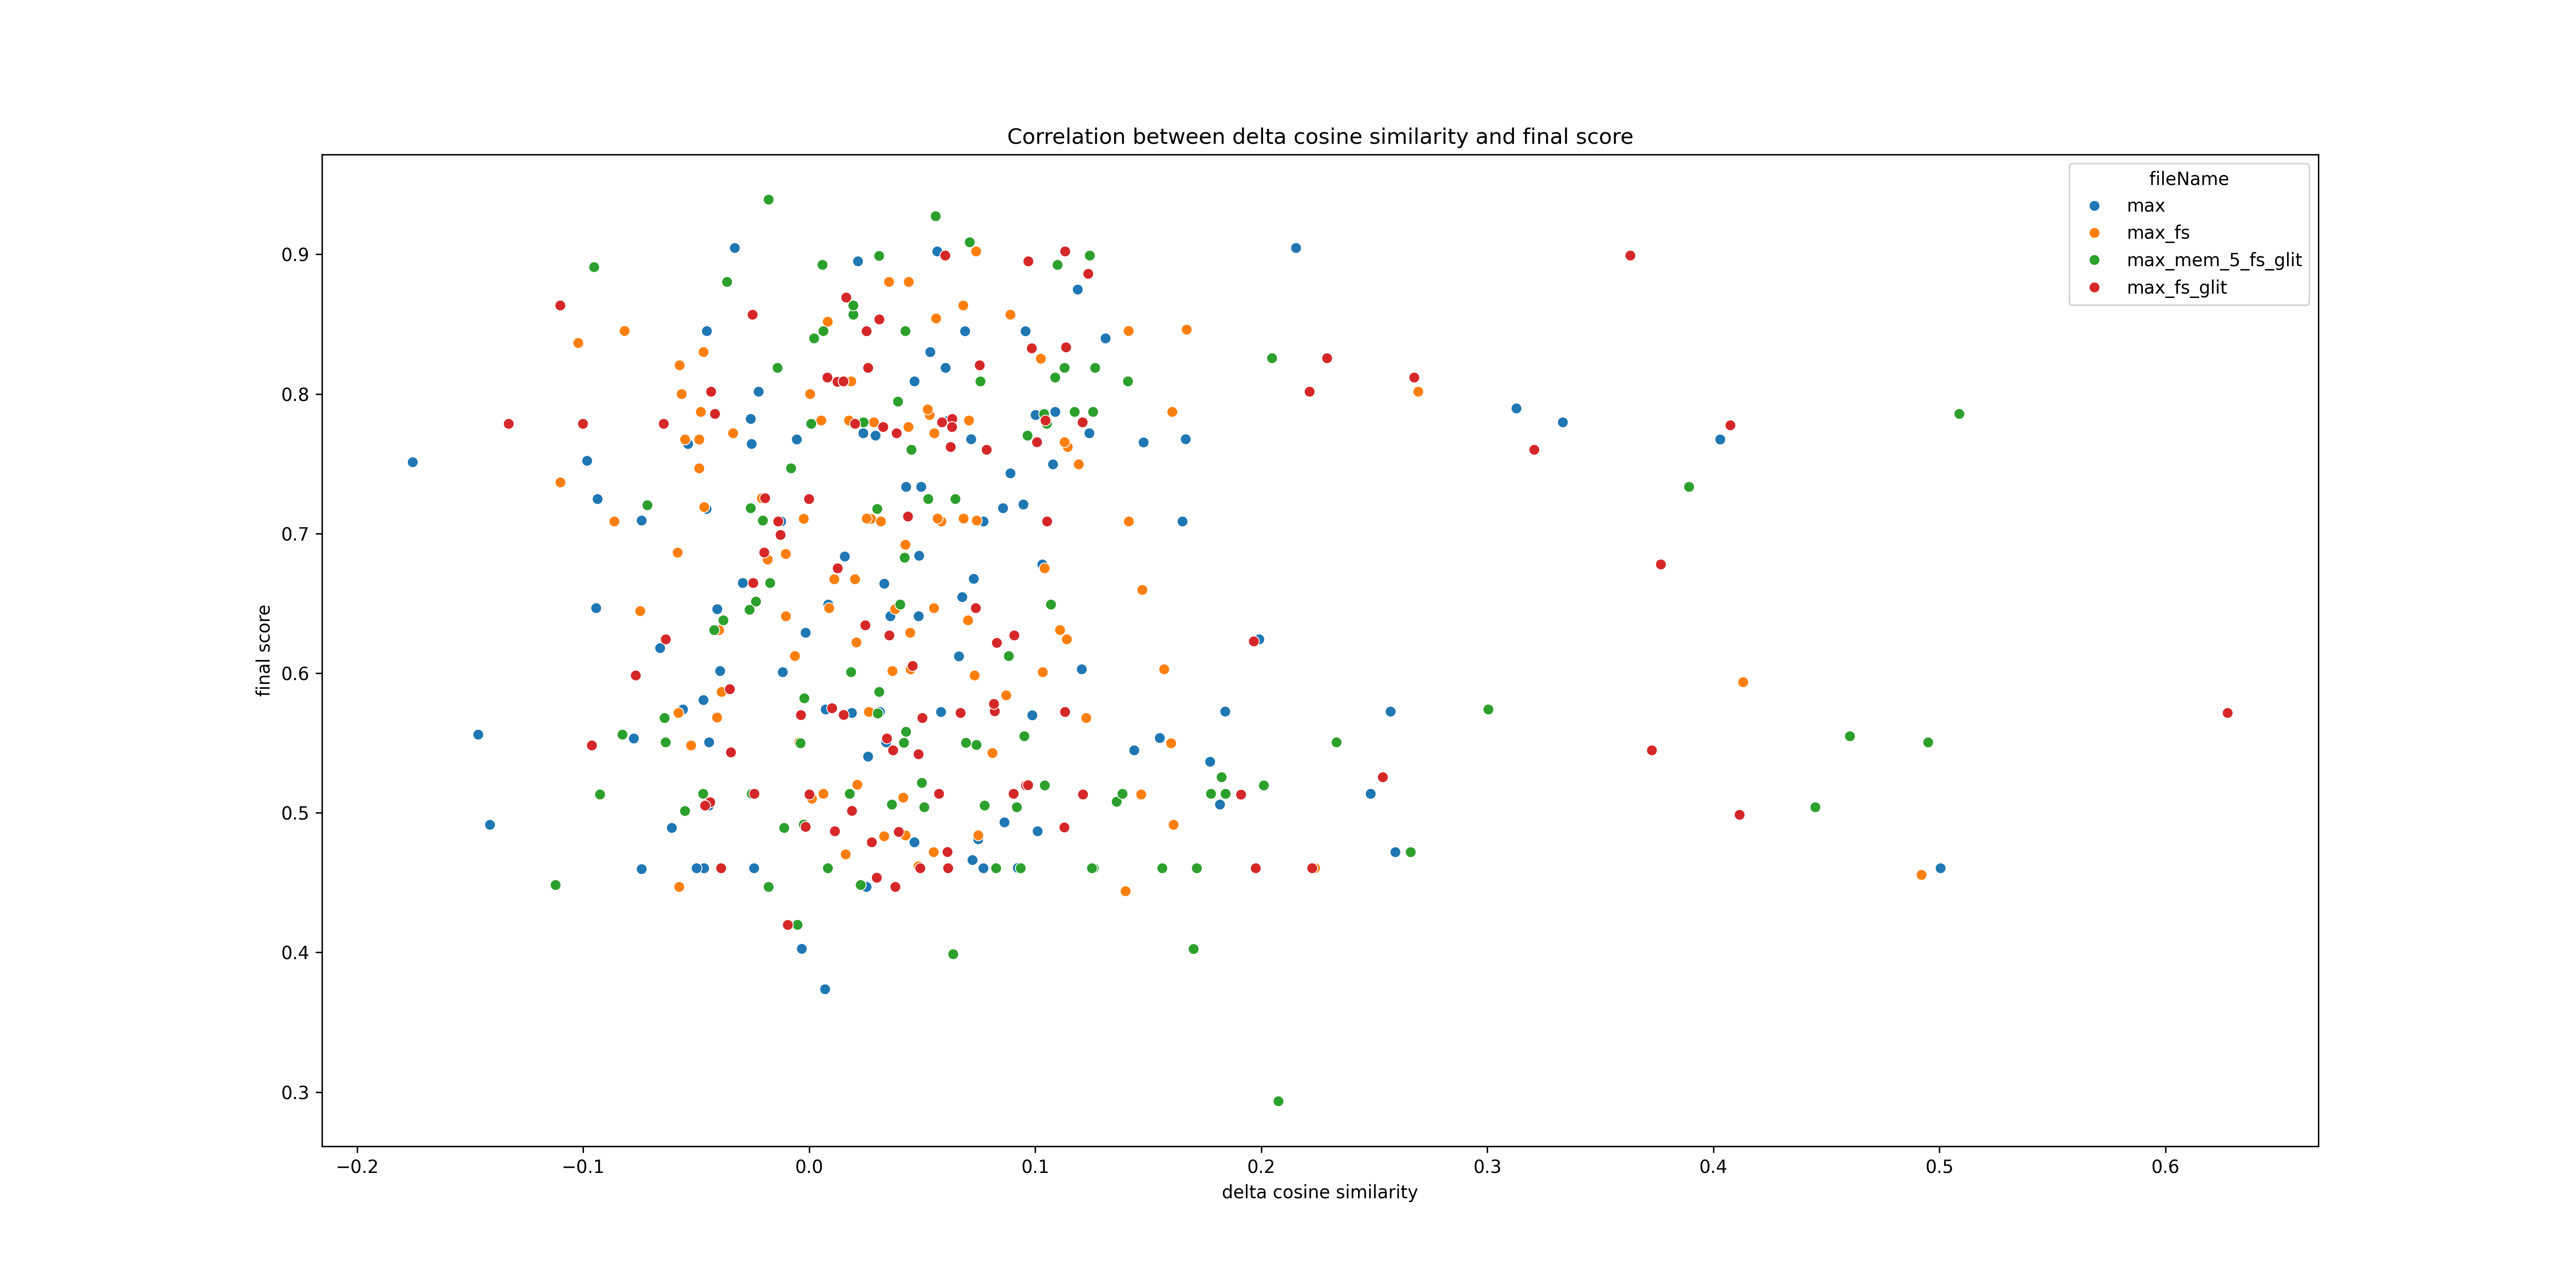 Correlation between delta cosine similarity and final score
fileName
max
max_fs
max_mem_5_fs_glit
max_fs_glit
final score
0.9
0.8
0.7
0.6
0.5
0.4
0.3
−0.2 −0.1 0.0 0.1 0.2 0.3 0.4 0.5 0.6
delta cosine similarity